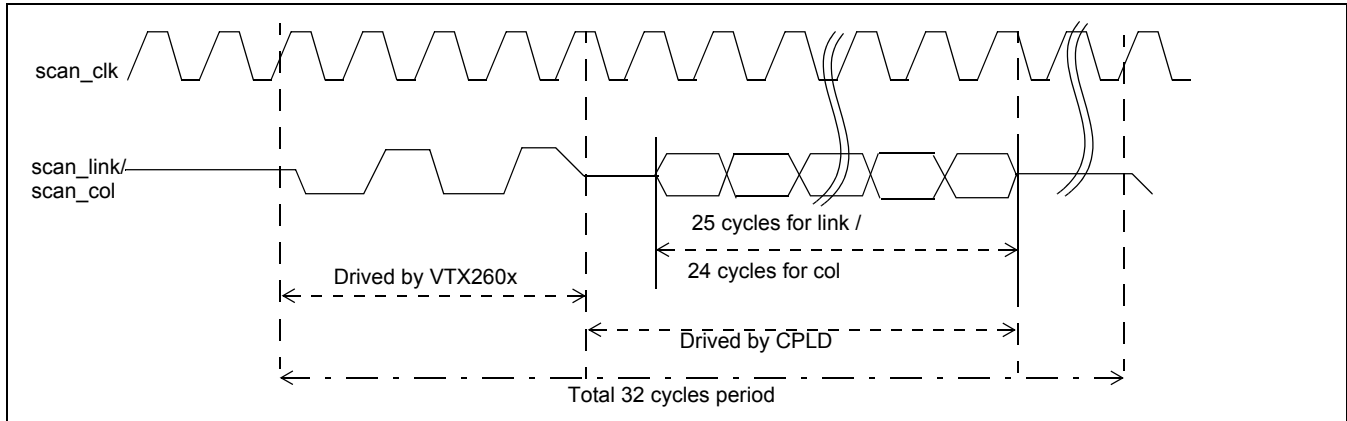 scan_clk
scan_link/
scan_col
25 cycles for link /
24 cycles for col
Drived by VTX260x
Drived by CPLD
Total 32 cycles period